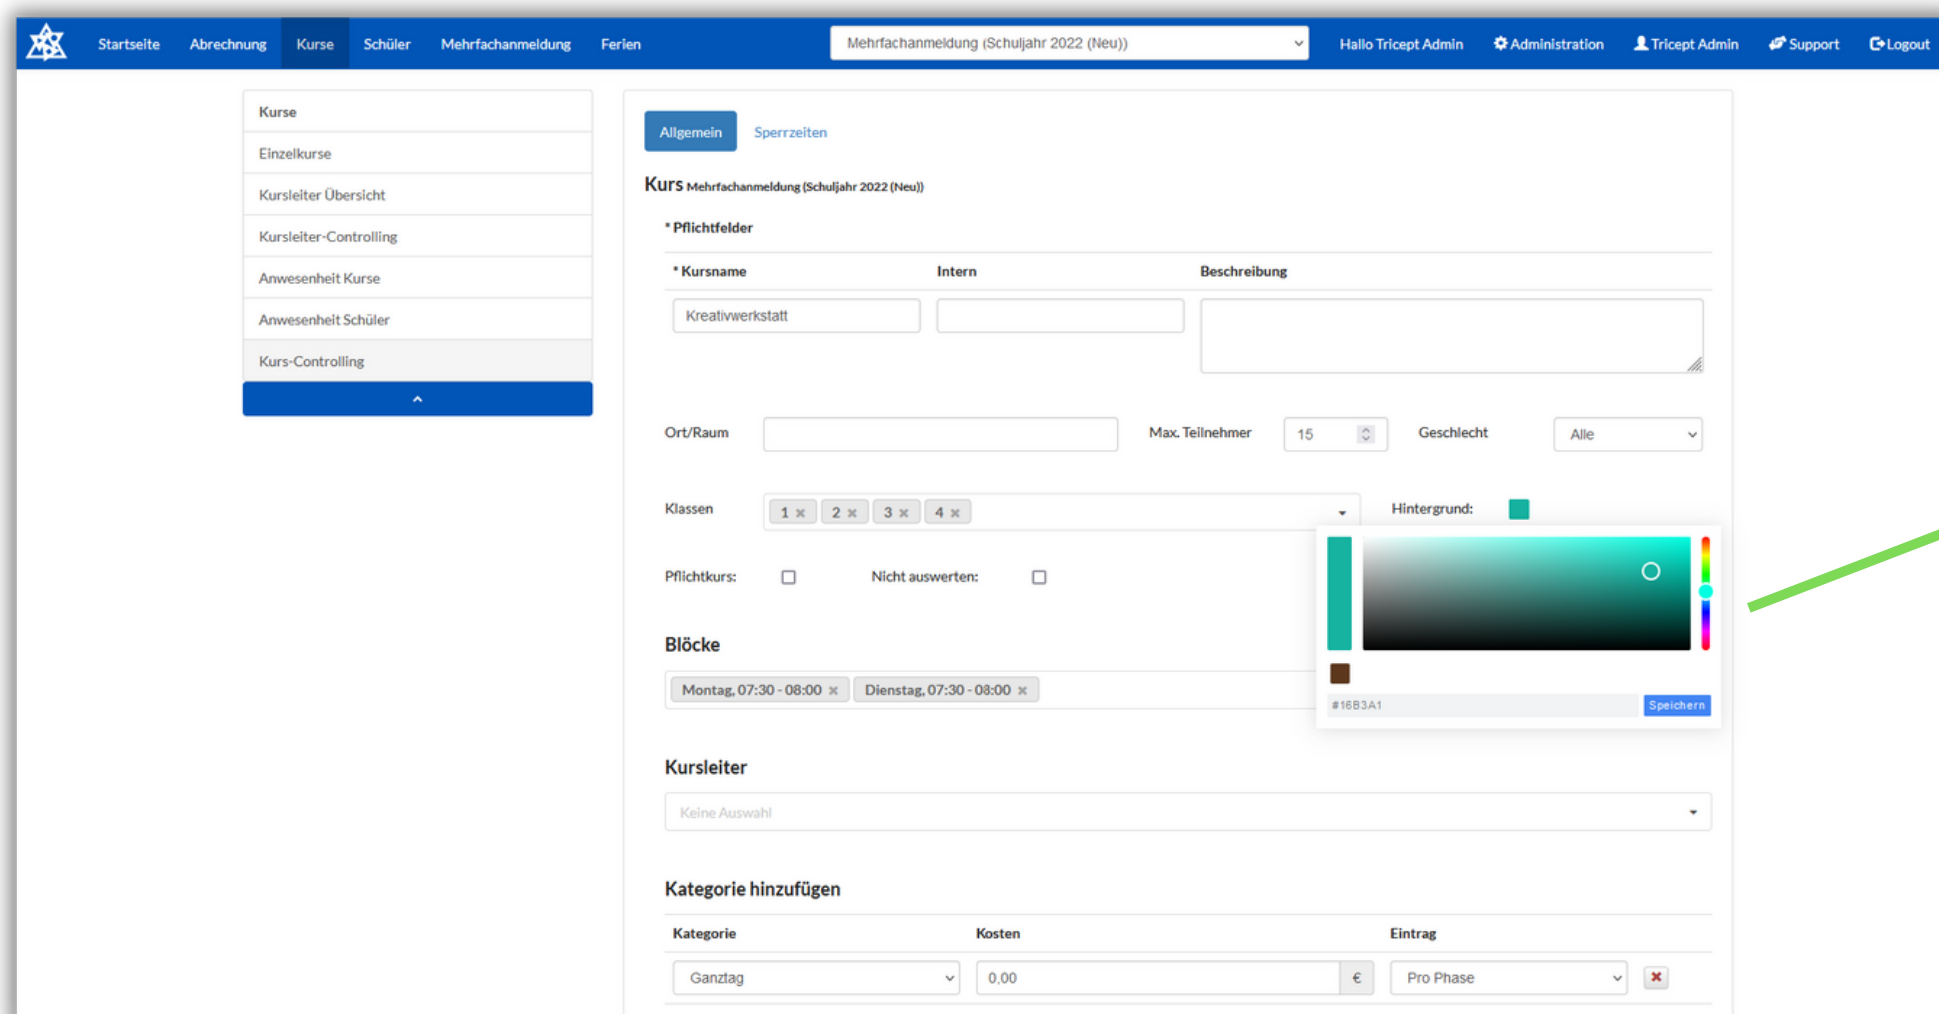 Startseite Abrechnung Kurse Schüler Mehrfachanmeldung Ferien Mehrfachanmeldung (Schuljahr 2022 (Neu)) Hallo Tricept Admin Administration Tricept Admin Support Logout
Kurse
Einzelkurse
Kursleiter Übersicht
Kursleiter-Controlling
Anwesenheit Kurse
Anwesenheit Schüler
Kurs-Controlling
Allgemein Sperrzeiten
Kurs Mehrfachanmeldung (Schuljahr 2022 (Neu))
* Pflichtfelder
* Kursname Intern Beschreibung
Kreativwerkstatt
Ort/Raum Max. Teilnehmer 15 Geschlecht Alle
Klassen 1 × 2 × 3 × 4 × Hintergrund:
Pflichtkurs: Nicht auswerten:
Blöcke
Montag, 07:30 - 08:00 × Dienstag, 07:30 - 08:00 ×
#16B3A1 Speichern
Kursleiter
Keine Auswahl
Kategorie hinzufügen
Kategorie Kosten Eintrag
Ganztag 0,00 € Pro Phase